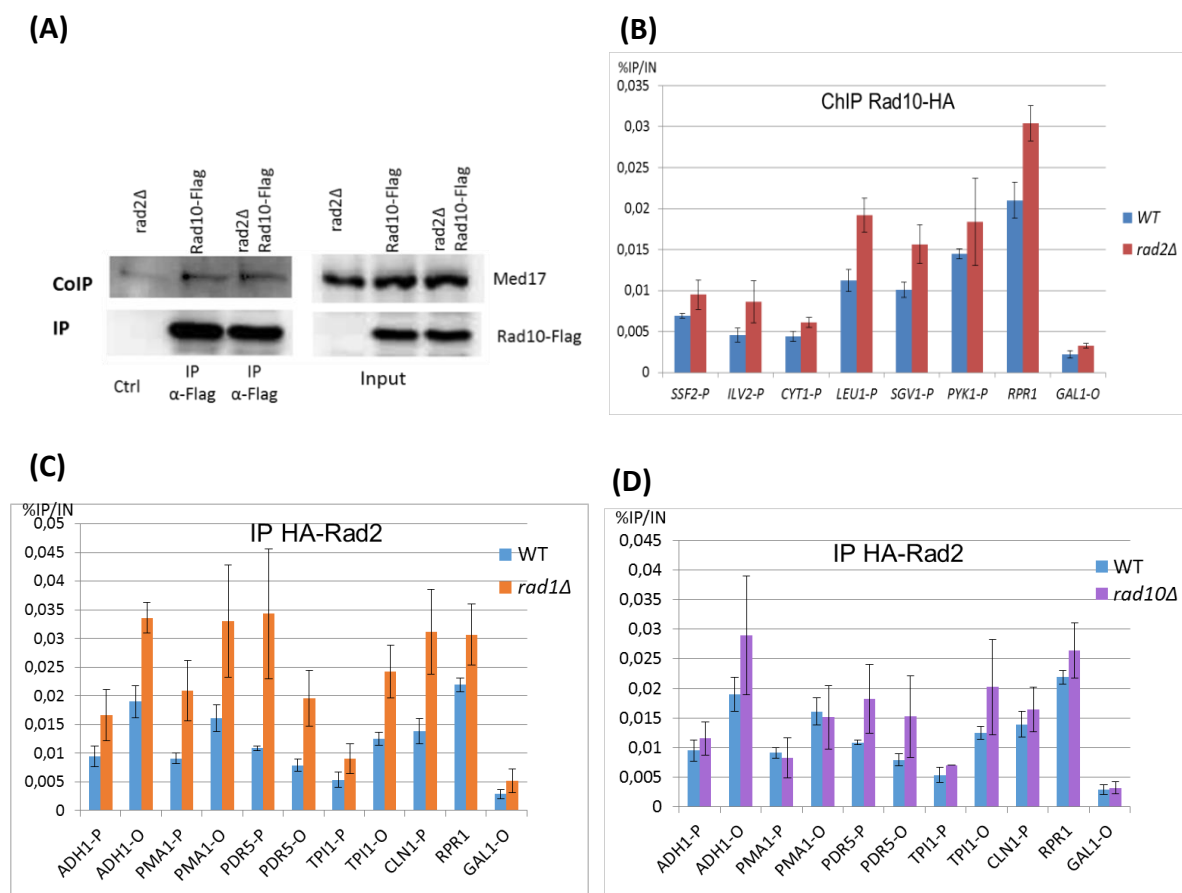 (A)
rad2Δ
Rad10-Flag
rad2Δ
Rad10-Flag
rad2Δ
Rad10-Flag
rad2Δ
Rad10-Flag
CoIP
Med17
IP
Rad10-Flag
Ctrl
IP
α-Flag
IP
α-Flag
Input
(B)
%IP/IN
ChIP Rad10-HA
0,035
0,03
0,025
0,02
0,015
0,01
0,005
0
WT
rad2Δ
SSF2-P
ILV2-P
CYT1-P
LEU1-P
SGV1-P
PYK1-P
RPR1
GAL1-O
(C)
%IP/IN
IP HA-Rad2
0,05
0,045
0,04
0,035
0,03
0,025
0,02
0,015
0,01
0,005
0
WT
rad1Δ
ADH1-P
ADH1-O
PMA1-P
PMA1-O
PDR5-P
PDR5-O
TPI1-P
TPI1-O
CLN1-P
RPR1
GAL1-O
(D)
%IP/IN
IP HA-Rad2
0,045
0,04
0,035
0,03
0,025
0,02
0,015
0,01
0,005
0
WT
rad10Δ
ADH1-P
ADH1-O
PMA1-P
PMA1-O
PDR5-P
PDR5-O
TPI1-P
TPI1-O
CLN1-P
RPR1
GAL1-O